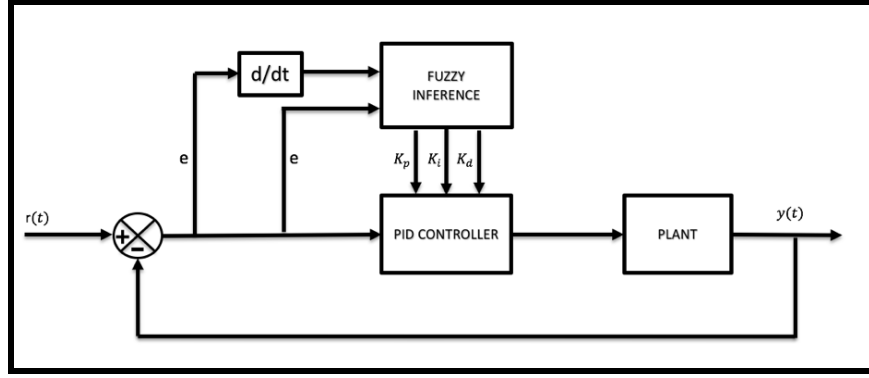 d/dt
FUZZY
INFERENCE
e
e
K_p K_i K_d
r(t)
+
-
PID CONTROLLER
PLANT
y(t)